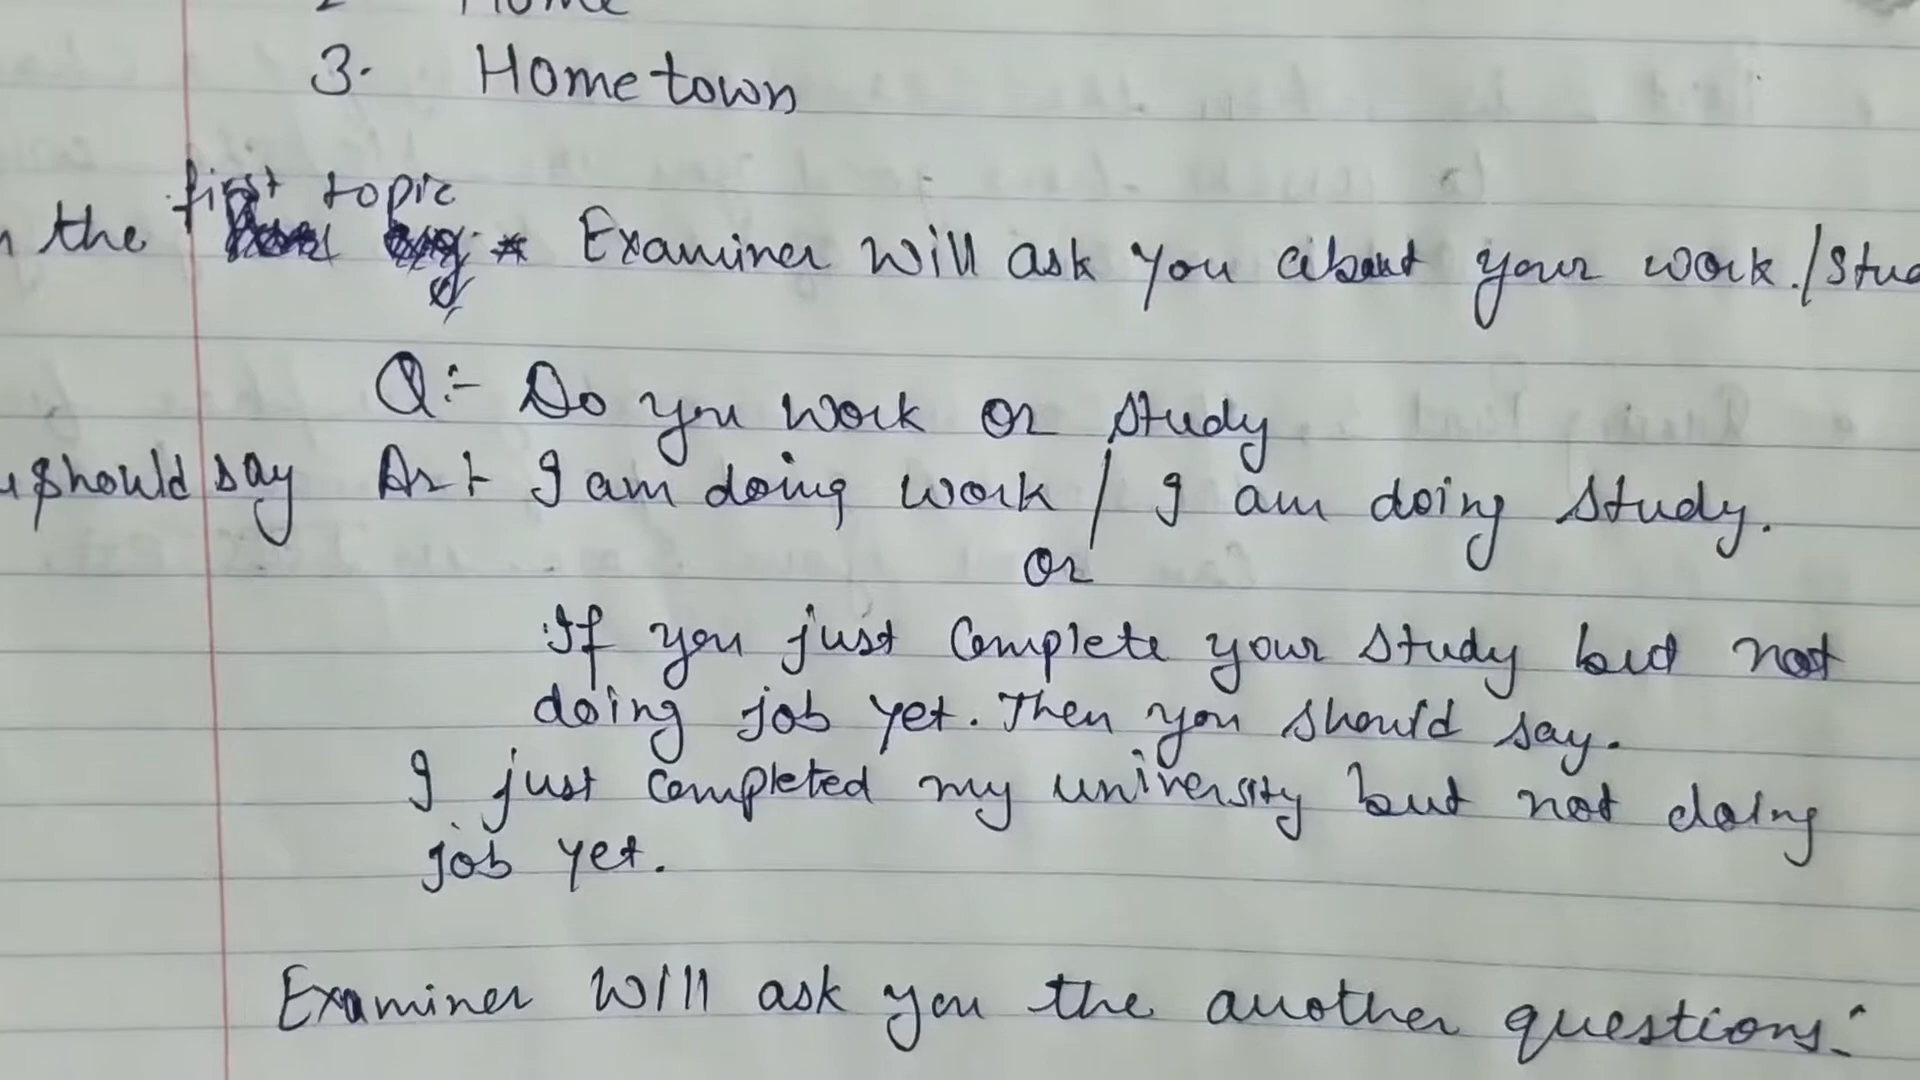 Home
3. Hometown
first topic
the * Examiner will ask you about your work./Stud
Q:- Do you work or study
should say Ans:- I am doing work / I am doing study.
or
If you just complete your study but not
doing job yet. Then you should say.
I just completed my university but not doing
job yet.
Examiner will ask you the another questions: